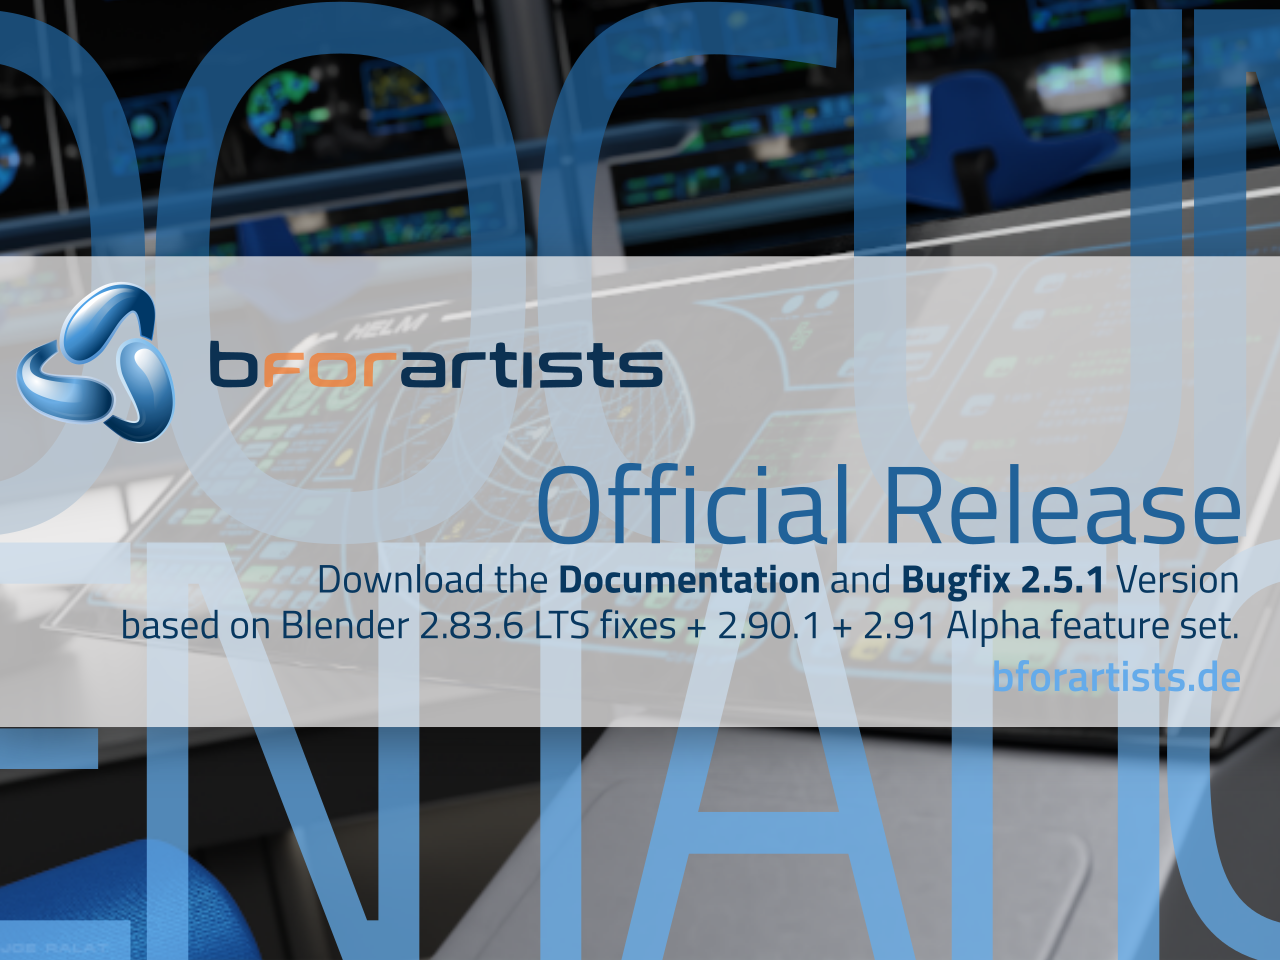 DOCUM
HELM
bforartists
Official Release
Download the Documentation and Bugfix 2.5.1 Version
based on Blender 2.83.6 LTS fixes + 2.90.1 + 2.91 Alpha feature set.
bforartists.de
ENTATIO
JOE RALAT